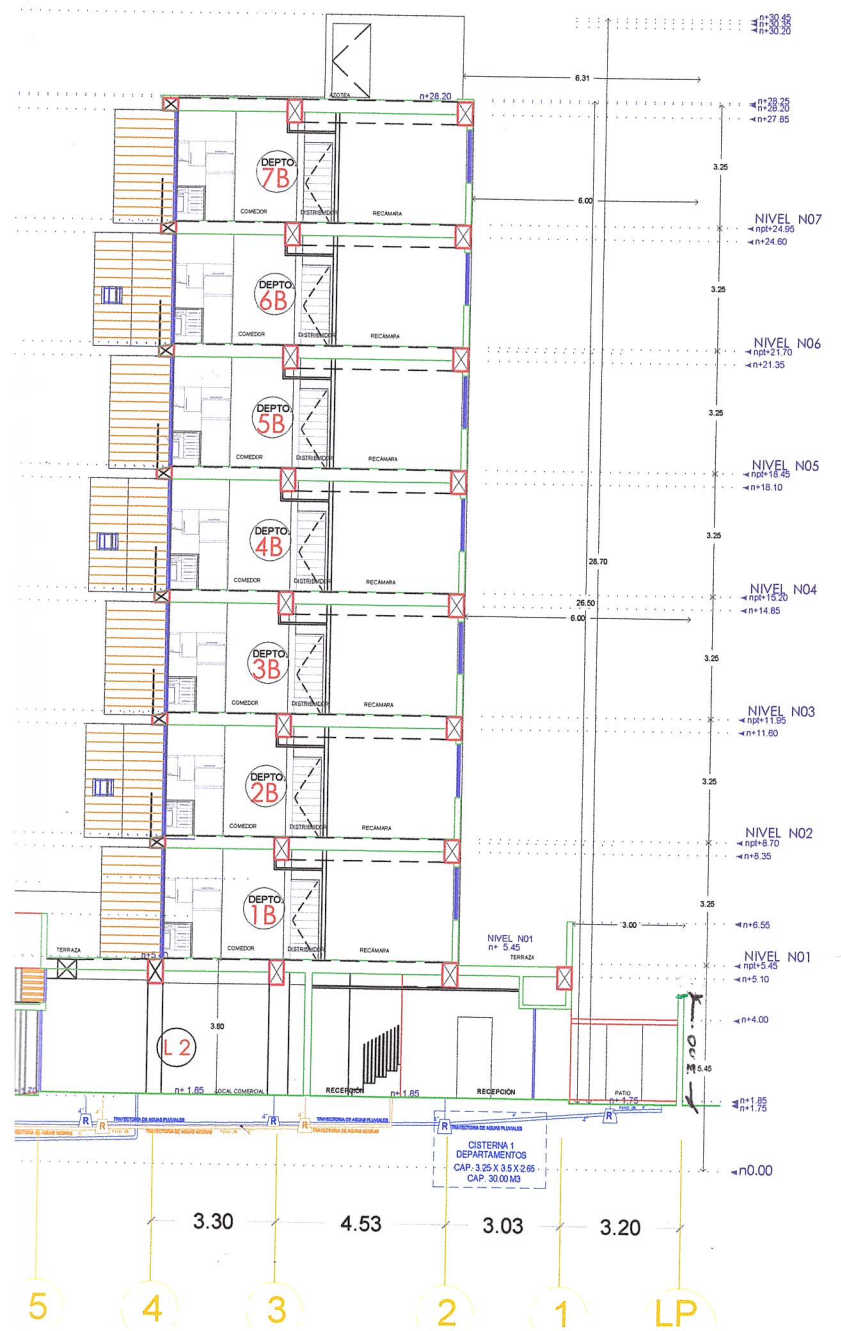 n+30.45
n+30.35
n+30.20
6.31
AZOTEA
n+28.20
n+28.25
n+28.20
n+27.85
3.25
DEPTO.
7B
COMEDOR
DISTRIBUIDOR
RECÁMARA
6.00
NIVEL N07
npt+24.95
n+24.60
3.25
DEPTO.
6B
COMEDOR
DISTRIBUIDOR
RECÁMARA
NIVEL N06
npt+21.70
n+21.35
3.25
DEPTO.
5B
COMEDOR
DISTRIBUIDOR
RECÁMARA
NIVEL N05
npt+18.45
n+18.10
3.25
DEPTO.
4B
COMEDOR
DISTRIBUIDOR
RECÁMARA
28.70
26.50
NIVEL N04
npt+15.20
n+14.85
6.00
3.25
DEPTO.
3B
COMEDOR
DISTRIBUIDOR
RECÁMARA
NIVEL N03
npt+11.95
n+11.60
3.25
DEPTO.
2B
COMEDOR
DISTRIBUIDOR
RECÁMARA
NIVEL N02
npt+8.70
n+8.35
3.25
DEPTO.
1B
COMEDOR
DISTRIBUIDOR
RECÁMARA
n+6.55
3.00
NIVEL N01
n+ 5.45
TERRAZA
TERRAZA
NIVEL N01
npt+5.45
n+5.10
n+4.00
3.60
L 2
5.45
n+ 1.85
LOCAL COMERCIAL
RECEPCIÓN
n+1.85
RECEPCIÓN
PATIO
n+ 1.75
n+1.85
n+1.75
4"
R
R
TRAYECTORIA DE AGUAS PLUVIALES
TRAYECTORIA DE AGUAS NEGRAS
4"
R
R
TRAYECTORIA DE AGUAS PLUVIALES
TRAYECTORIA DE AGUAS NEGRAS
4"
R
TRAYECTORIA DE AGUAS PLUVIALES
R
CISTERNA 1
DEPARTAMENTOS
CAP. 3.25 X 3.5 X 2.65
CAP. 30.00 M3
n0.00
3.30
4.53
3.03
3.20
5
4
3
2
1
LP